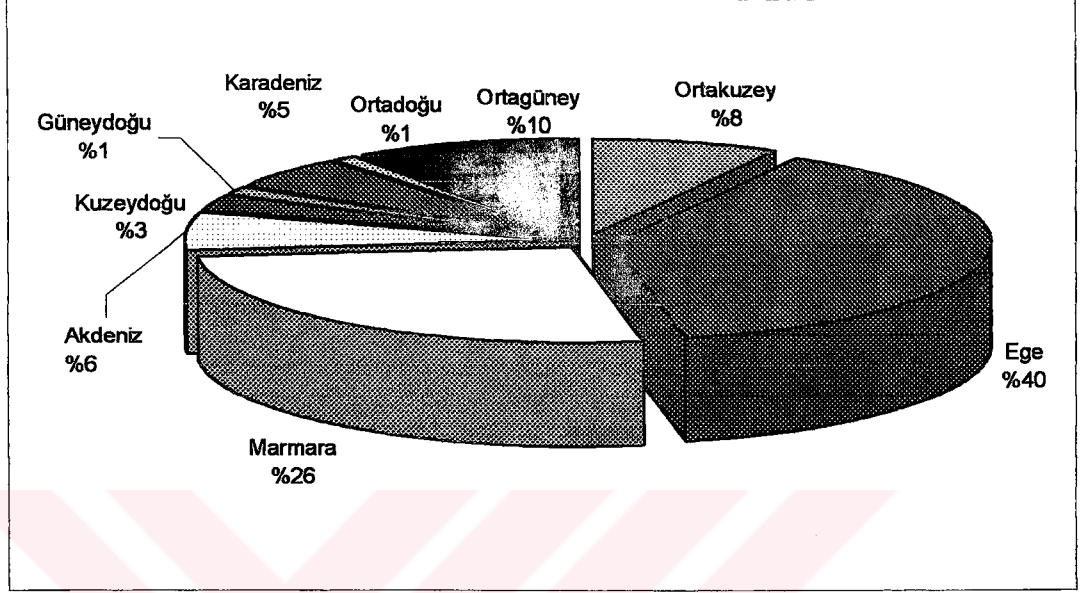 Karadeniz
%5
Ortadoğu
%1
Ortagüney
%10
Ortakuzey
%8
Güneydoğu
%1
Kuzeydoğu
%3
Akdeniz
%6
Ege
%40
Marmara
%26